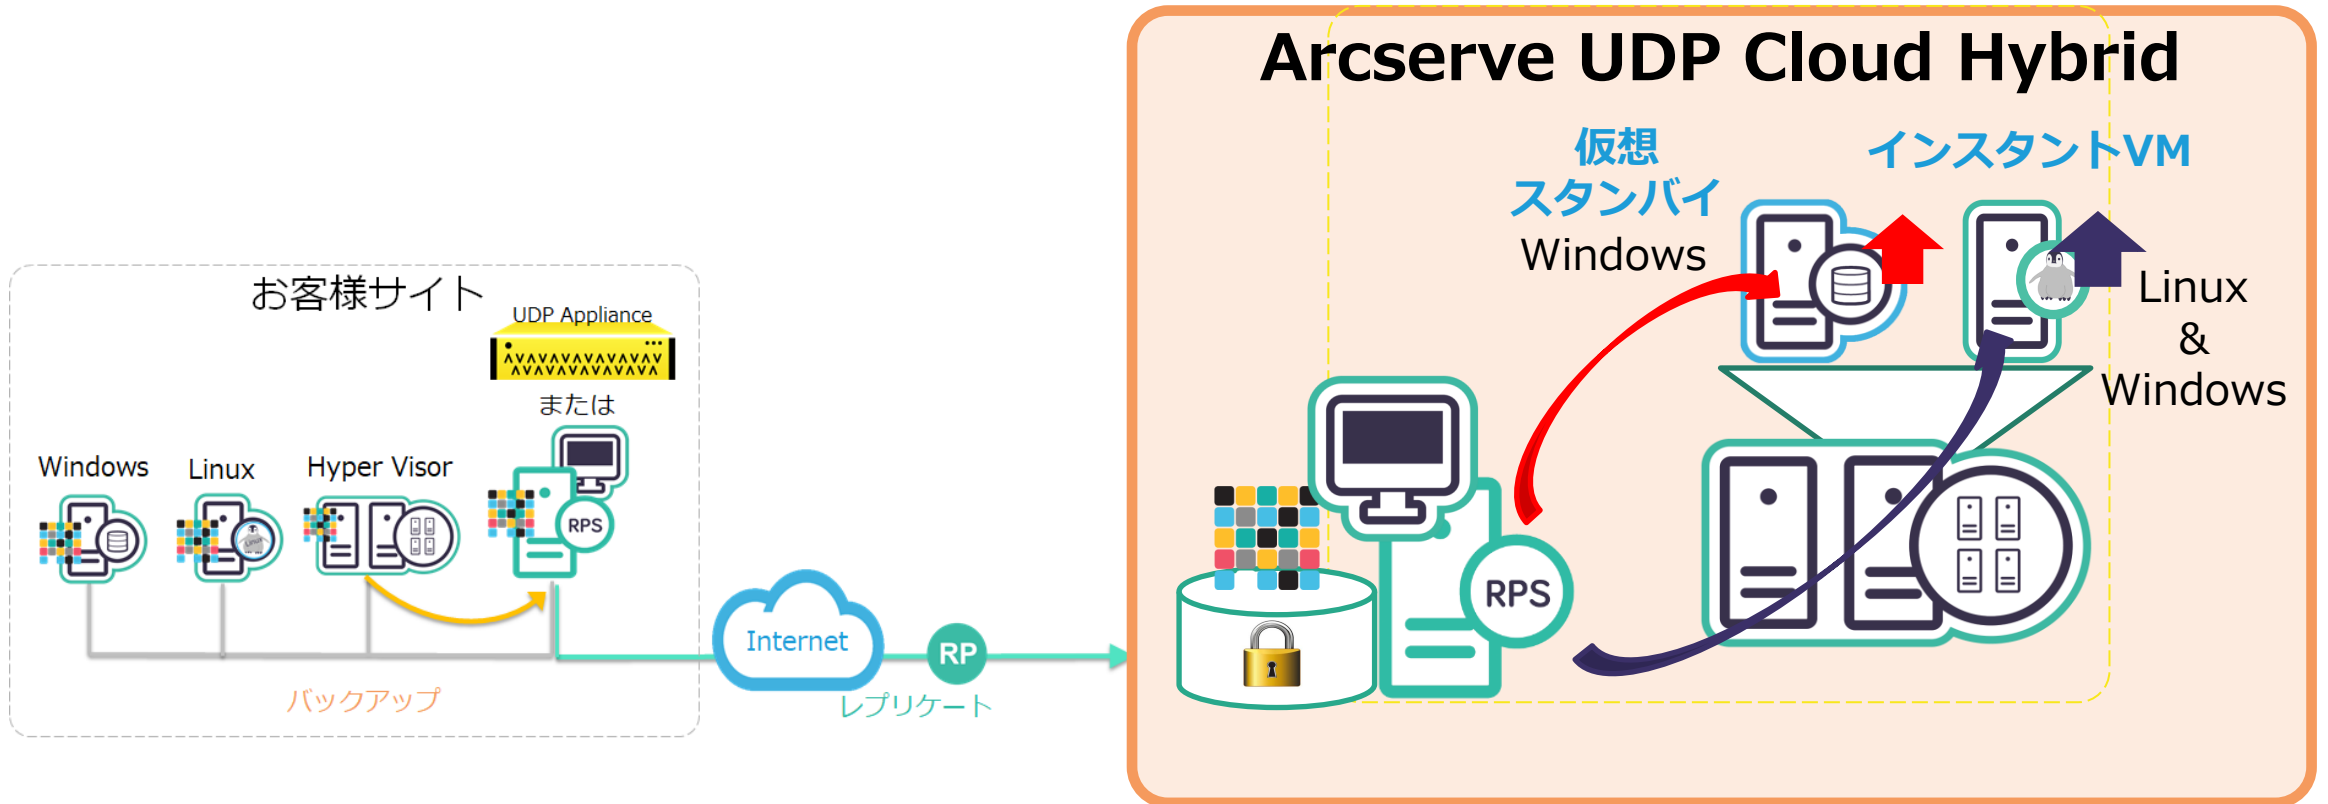 Arcserve UDP Cloud Hybrid
仮想
スタンバイ
Windows
インスタントVM
Linux
&
Windows
RPS
お客様サイト
UDP Appliance
または
Windows
Linux
Hyper Visor
RPS
Linux
バックアップ
Internet
RP
レプリケート